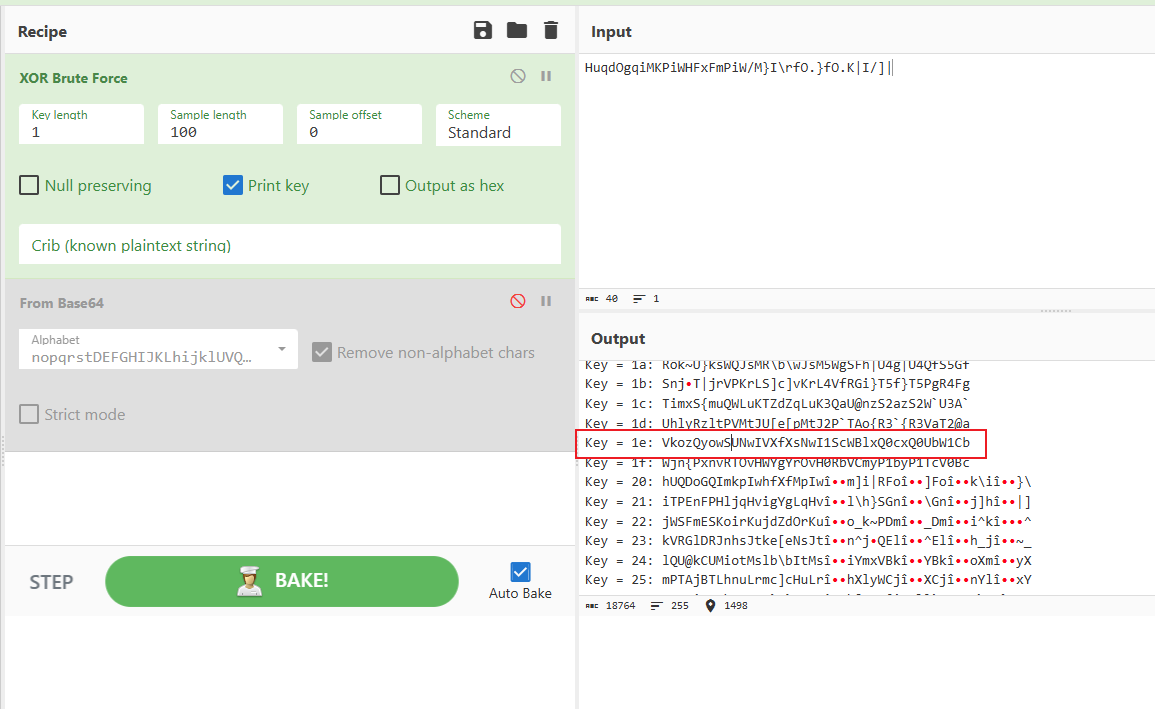 Recipe
XOR Brute Force
Key length
1
Sample length
100
Sample offset
0
Scheme
Standard
Null preserving
Print key
Output as hex
Crib (known plaintext string)
From Base64
Alphabet
nopqrstDEFGHIJKLhijklUVQ...
Remove non-alphabet chars
Strict mode
STEP
BAKE!
Auto Bake
Input
HuqdOgqiMKPiWHFxFmPiW/M}I\rfO.}fO.K|I/]|
ABC 40 1
Output
Key = 1a: Rok~U}ksWQJsMR\b\wJsM5WgSFh|U4g|U4QfS5Gf
Key = 1b: Snj•T|jrVPKrLS]c]vKrL4VfRGi}T5f}T5PgR4Fg
Key = 1c: TimxS{muQWLuKTZdZqLuK3QaU@nzS2azS2W`U3A`
Key = 1d: UhlyRzltPVMtJU[e[pMtJ2P`TAo{R3`{R3VaT2@a
Key = 1e: VkozQyowSUNwIVXfXsNwI1ScWBlxQ0cxQ0UbW1Cb
Key = 1f: Wjn{PxnvRTOvHWYgYrOvH0RbVCmyP1byP1TcV0Bc
Key = 20: hUQDoGQImkpIwhfXfMpIwî••m]i|RFoî••]Foî••k\iî••}\
Key = 21: iTPEnFPHljqHvigYgLqHvî••l\h}SGnî••\Gnî••j]hî••|]
Key = 22: jWSFmESKoirKujdZdOrKuî••o_k~PDmî••_Dmî••i^kî•••^
Key = 23: kVRGlDRJnhsJtke[eNsJtî••n^j•QElî••^Elî••h_jî••~_
Key = 24: lQU@kCUMiotMslb\bItMsî••iYmxVBkî••YBkî••oXmî••yX
Key = 25: mPTAjBTLhnuLrmc]cHuLrî••hXlyWCjî••XCjî••nYlî••xY
ABC 18764 255 1498